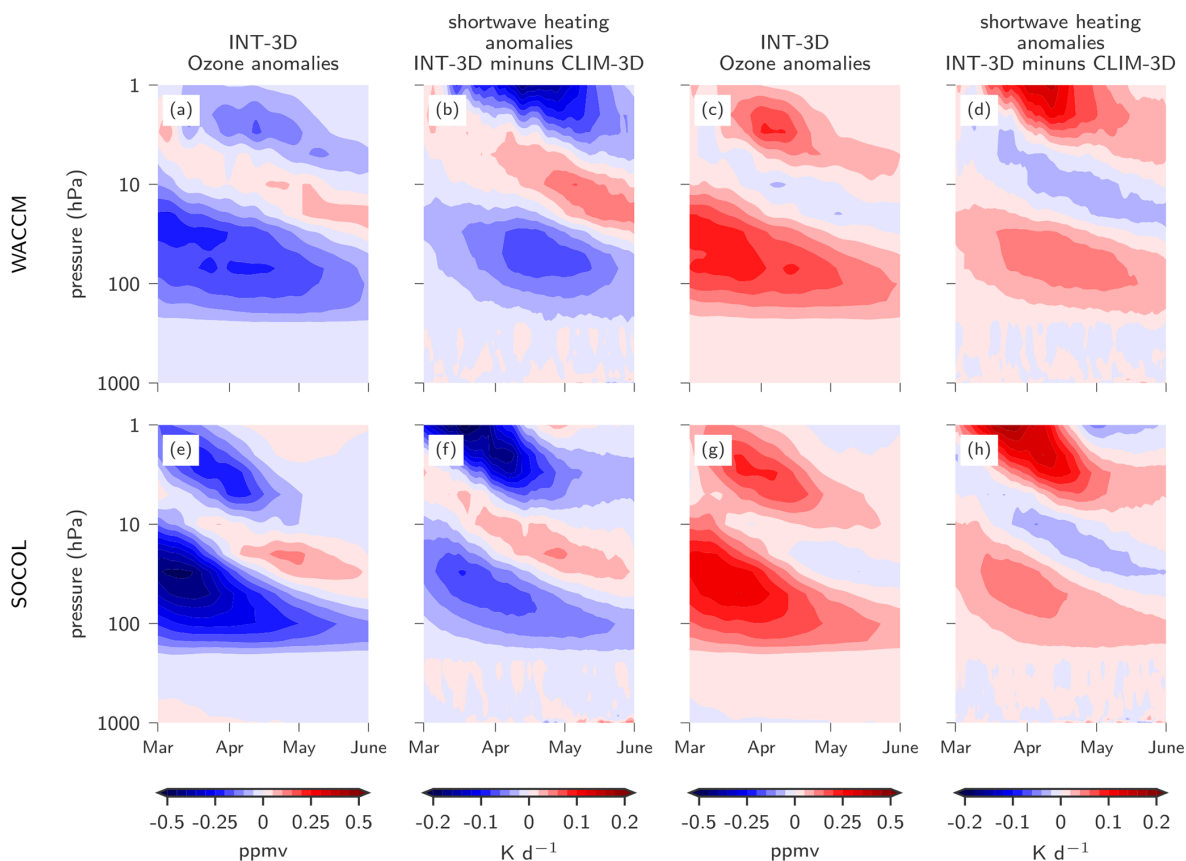 INT-3D
Ozone anomalies
shortwave heating
anomalies
INT-3D minuns CLIM-3D
INT-3D
Ozone anomalies
shortwave heating
anomalies
INT-3D minuns CLIM-3D
WACCM
pressure (hPa)
1
10
100
1000
(a)
(b)
(c)
(d)
SOCOL
pressure (hPa)
1
10
100
1000
(e)
(f)
(g)
(h)
Mar Apr May June
Mar Apr May June
Mar Apr May June
Mar Apr May June
-0.5 -0.25 0 0.25 0.5
ppmv
-0.2 -0.1 0 0.1 0.2
K d⁻¹
-0.5 -0.25 0 0.25 0.5
ppmv
-0.2 -0.1 0 0.1 0.2
K d⁻¹